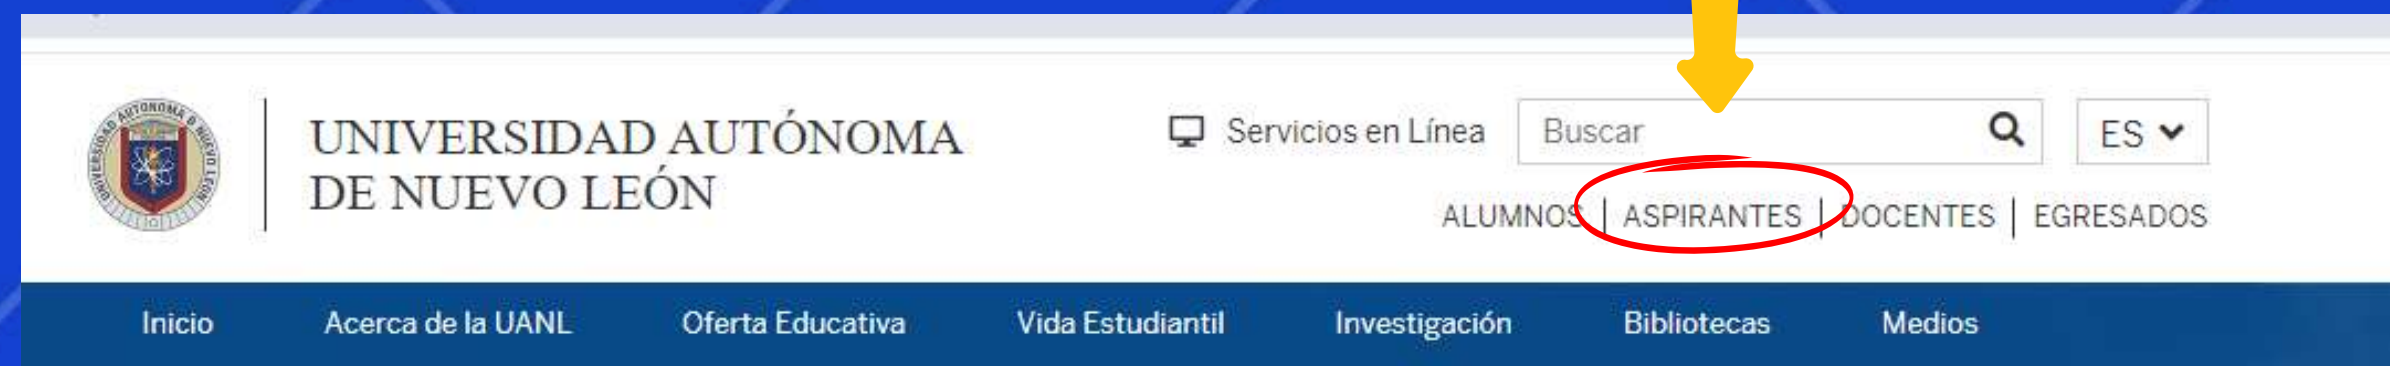 UNIVERSIDAD AUTÓNOMA
DE NUEVO LEÓN
Servicios en Línea
Buscar
ES
ALUMNOS | ASPIRANTES | DOCENTES | EGRESADOS
Inicio Acerca de la UANL Oferta Educativa Vida Estudiantil Investigación Bibliotecas Medios